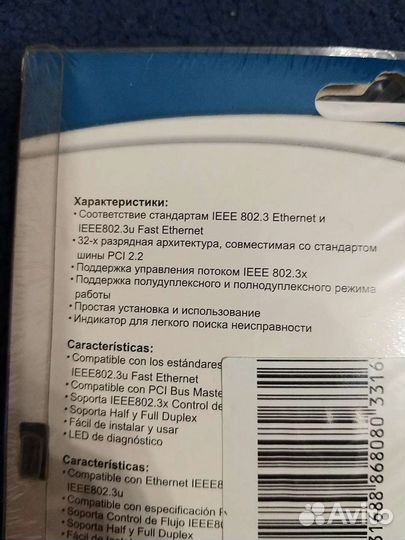 Характеристики:
• Соответствие стандартам IEEE 802.3 Ethernet и
IEEE802.3u Fast Ethernet
• 32-х разрядная архитектура, совместимая со стандартом
шины PCI 2.2
• Поддержка управления потоком IEEE 802.3x
• Поддержка полудуплексного и полнодуплексного режима
работы
• Простая установка и использование
• Индикатор для легкого поиска неисправности
Características:
• Compatible con los estándares
IEEE802.3u Fast Ethernet
• Compatible con PCI Bus Maste
• Soporta IEEE802.3x Control de
• Soporta Half y Full Duplex
• Fácil de instalar y usar
• LED de diagnóstico
Características:
• Compatible con Ethernet IEEE8
IEEE802.3u
• Compatible con especificación
• Soporta Control de Flujo IEEE80
• Soporta Half y Full Duplex
Avito